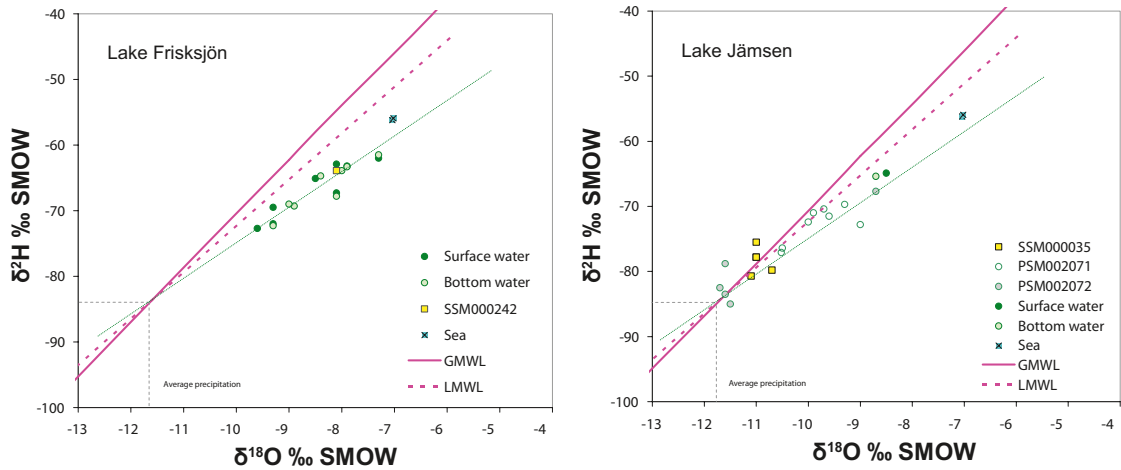 Lake Frisksjön
δ²H ‰ SMOW
-40
-50
-60
-70
-80
-90
-100
Surface water
Bottom water
SSM000242
Sea
GMWL
LMWL
Average precipitation
-13 -12 -11 -10 -9 -8 -7 -6 -5 -4
δ¹⁸O ‰ SMOW
Lake Jämsen
δ²H ‰ SMOW
-40
-50
-60
-70
-80
-90
-100
SSM000035
PSM002071
PSM002072
Surface water
Bottom water
Sea
GMWL
LMWL
Average precipitation
-13 -12 -11 -10 -9 -8 -7 -6 -5 -4
δ¹⁸O ‰ SMOW